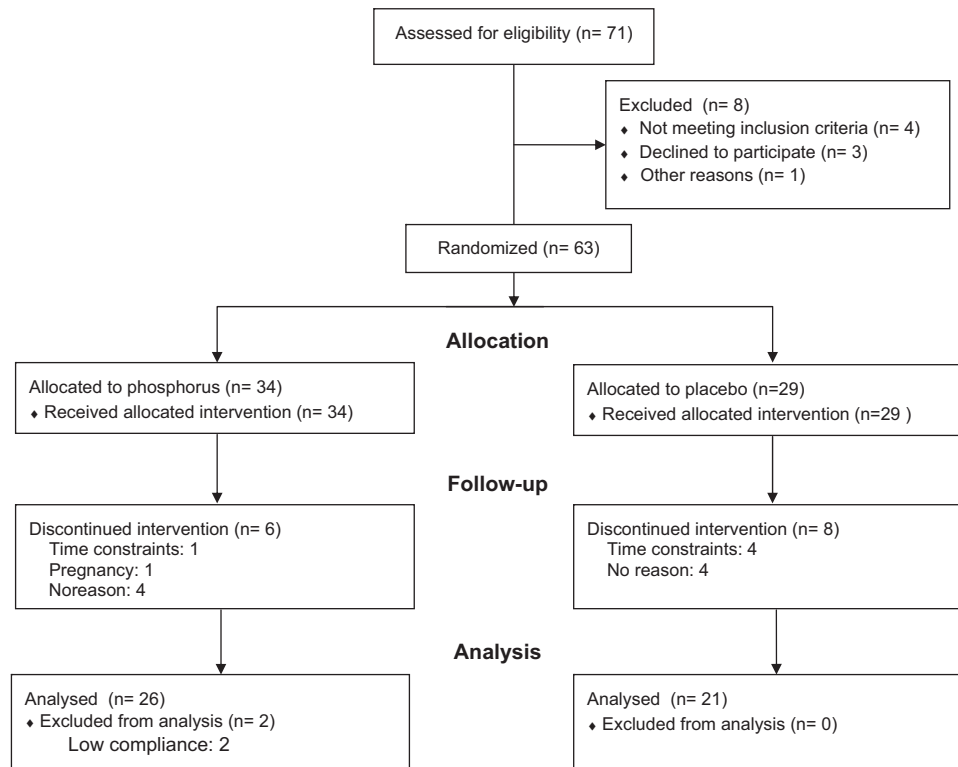 Assessed for eligibility (n= 71)
Excluded (n= 8)
♦ Not meeting inclusion criteria (n= 4)
♦ Declined to participate (n= 3)
♦ Other reasons (n= 1)
Randomized (n= 63)
Allocation
Allocated to phosphorus (n= 34)
♦ Received allocated intervention (n= 34)
Allocated to placebo (n=29)
♦ Received allocated intervention (n=29 )
Follow-up
Discontinued intervention (n= 6)
Time constraints: 1
Pregnancy: 1
Noreason: 4
Discontinued intervention (n= 8)
Time constraints: 4
No reason: 4
Analysis
Analysed (n= 26)
♦ Excluded from analysis (n= 2)
Low compliance: 2
Analysed (n= 21)
♦ Excluded from analysis (n= 0)